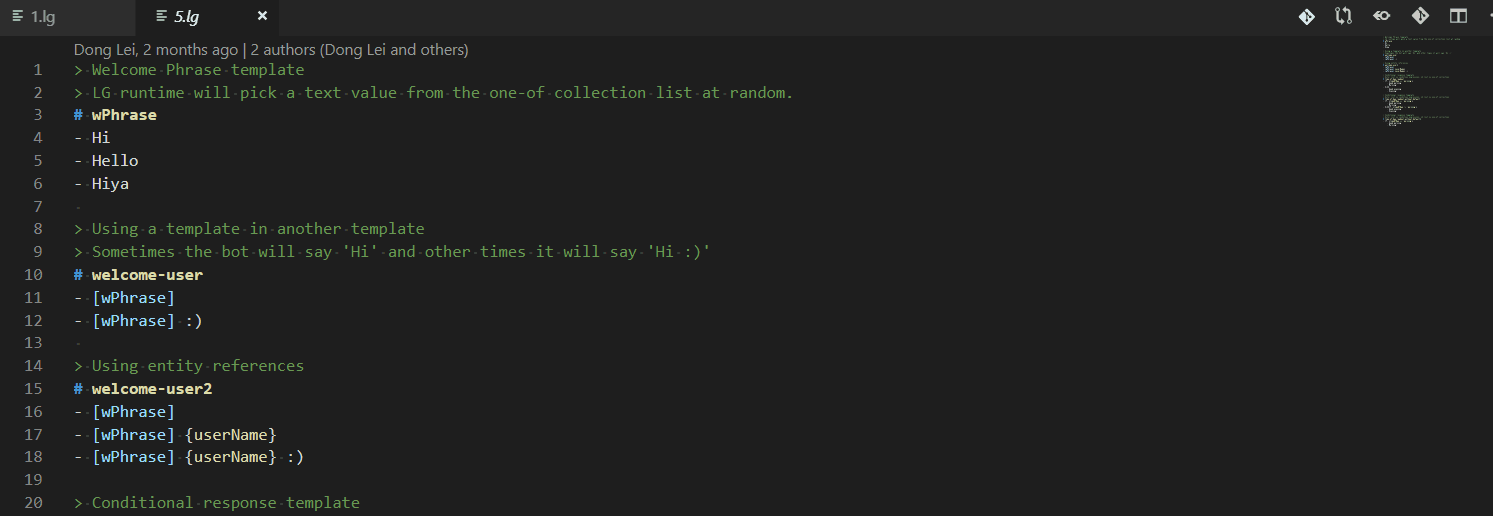 1.lg
5.lg
Dong Lei, 2 months ago | 2 authors (Dong Lei and others)
1 > Welcome Phrase template
2 > LG runtime will pick a text value from the one-of collection list at random.
3 # wPhrase
4 - Hi
5 - Hello
6 - Hiya
7
8 > Using a template in another template
9 > Sometimes the bot will say 'Hi' and other times it will say 'Hi :)'
10 # welcome-user
11 - [wPhrase]
12 - [wPhrase] :)
13
14 > Using entity references
15 # welcome-user2
16 - [wPhrase]
17 - [wPhrase] {userName}
18 - [wPhrase] {userName} :)
19
20 > Conditional response template